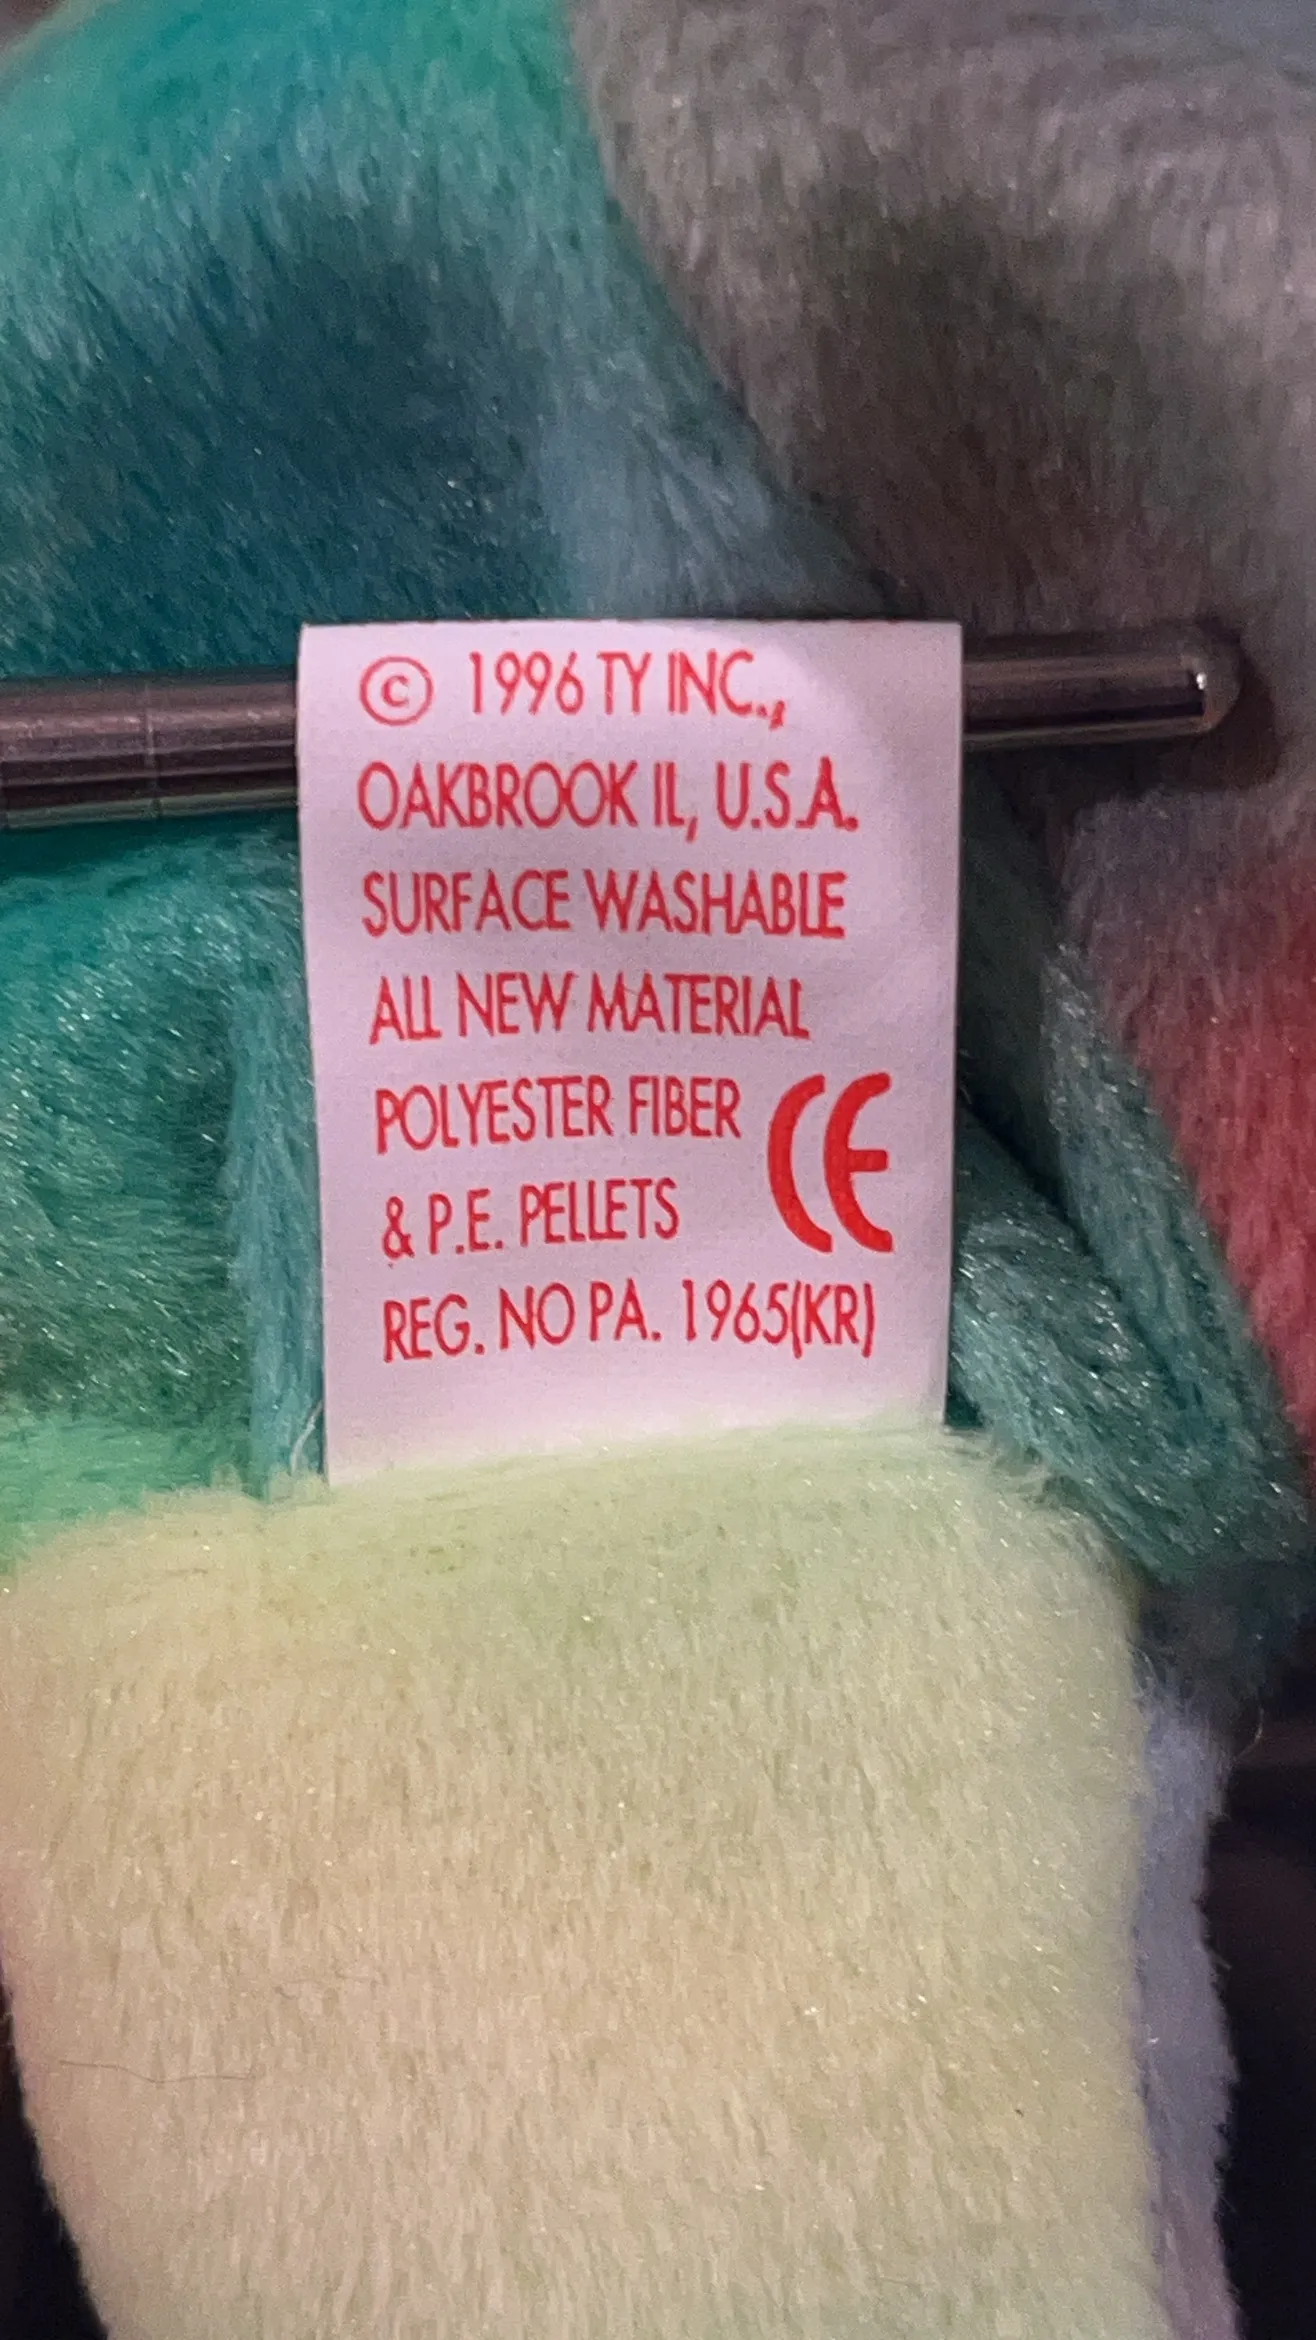 © 1996 TY INC.,
OAKBROOK IL, U.S.A.
SURFACE WASHABLE
ALL NEW MATERIAL
POLYESTER FIBER
& P.E. PELLETS
CE
REG. NO PA. 1965(KR)